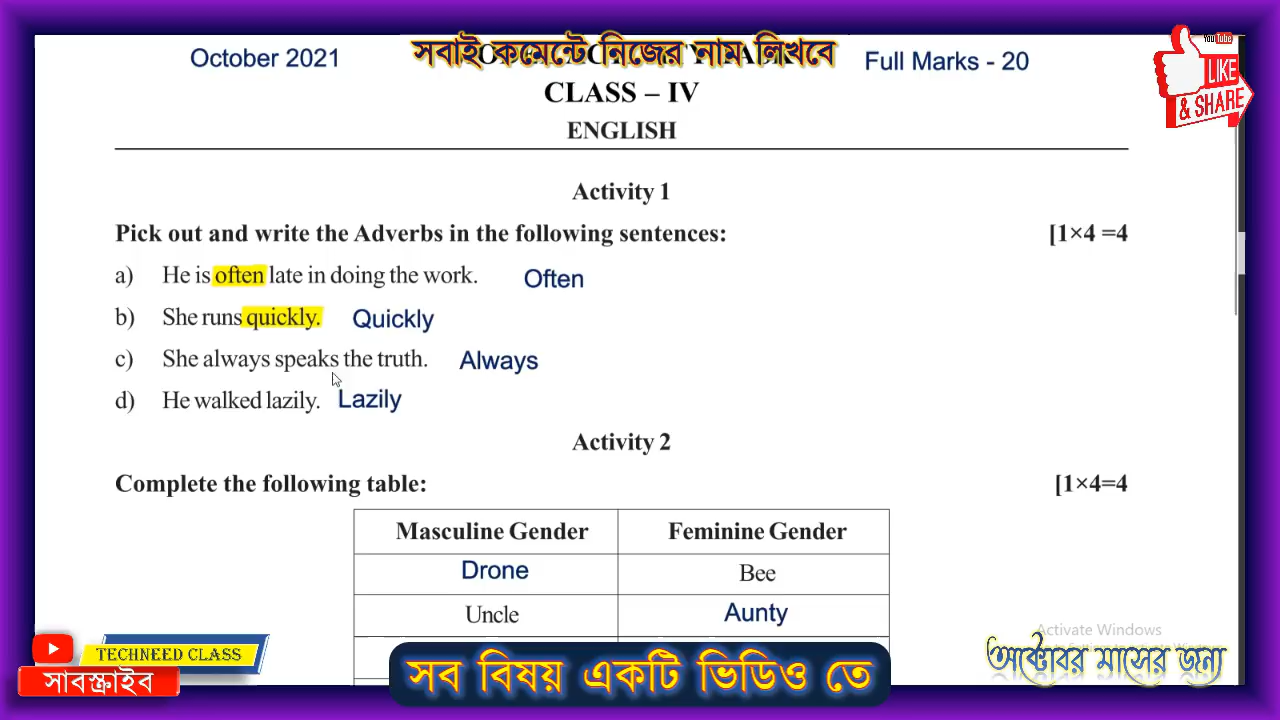 October 2021
সবাই কমেন্টে নিজের নাম লিখবে
Full Marks - 20
YouTube
LIKE
& SHARE
CLASS – IV
ENGLISH
Activity 1
Pick out and write the Adverbs in the following sentences: [1×4 =4
a) He is often late in doing the work. Often
b) She runs quickly. Quickly
c) She always speaks the truth. Always
d) He walked lazily. Lazily
Activity 2
Complete the following table: [1×4=4
Masculine Gender Feminine Gender
Drone Bee
Uncle Aunty
Activate Windows
TECHNEED CLASS
সাবস্ক্রাইব
সব বিষয় একটি ভিডিও তে
অক্টোবর মাসের জন্য